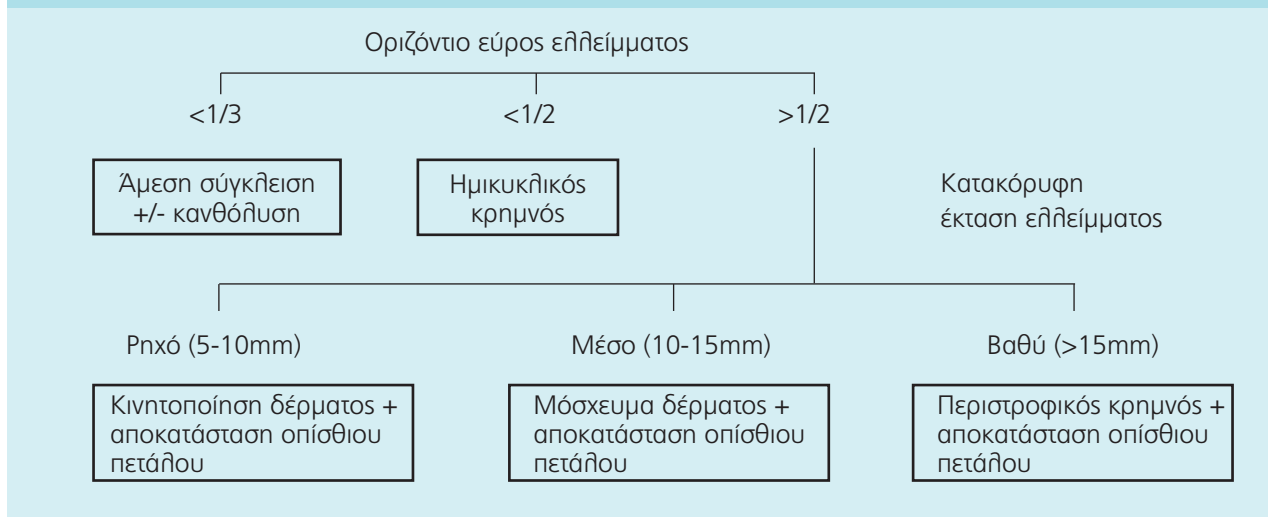 Οριζόντιο εύρος ελλείμματος
<1/3
<1/2
>1/2
Άμεση σύγκλειση
+/- κανθόλυση
Ημικυκλικός
κρημνός
Κατακόρυφη
έκταση ελλείμματος
Ρηχό (5-10mm)
Μέσο (10-15mm)
Βαθύ (>15mm)
Κινητοποίηση δέρματος +
αποκατάσταση οπίσθιου
πετάλου
Μόσχευμα δέρματος +
αποκατάσταση οπίσθιου
πετάλου
Περιστροφικός κρημνός +
αποκατάσταση οπίσθιου
πετάλου